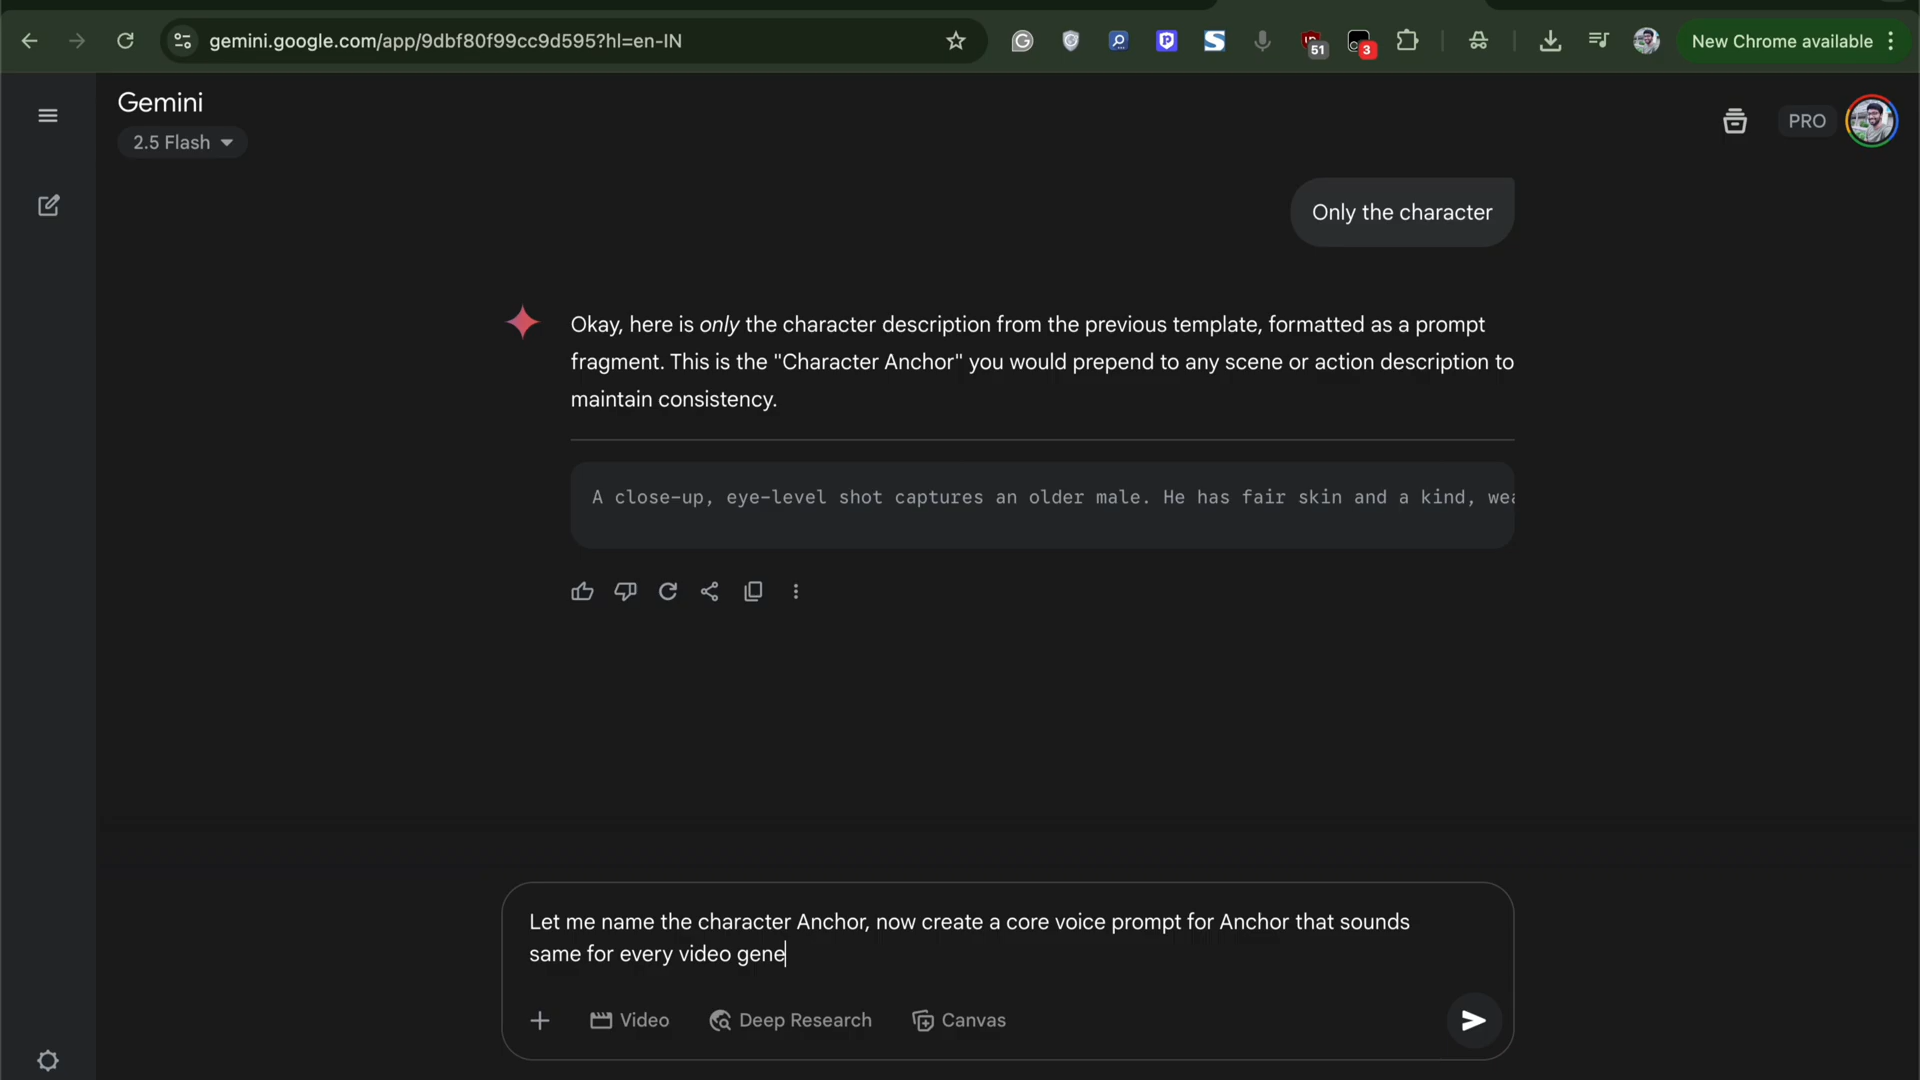 gemini.google.com/app/9dbf80f99cc9d595?hl=en-IN
51
3
New Chrome available
Gemini
2.5 Flash
PRO
Only the character
Okay, here is only the character description from the previous template, formatted as a prompt
fragment. This is the "Character Anchor" you would prepend to any scene or action description to
maintain consistency.
A close-up, eye-level shot captures an older male. He has fair skin and a kind, wea
Let me name the character Anchor, now create a core voice prompt for Anchor that sounds
same for every video gene
Video
Deep Research
Canvas